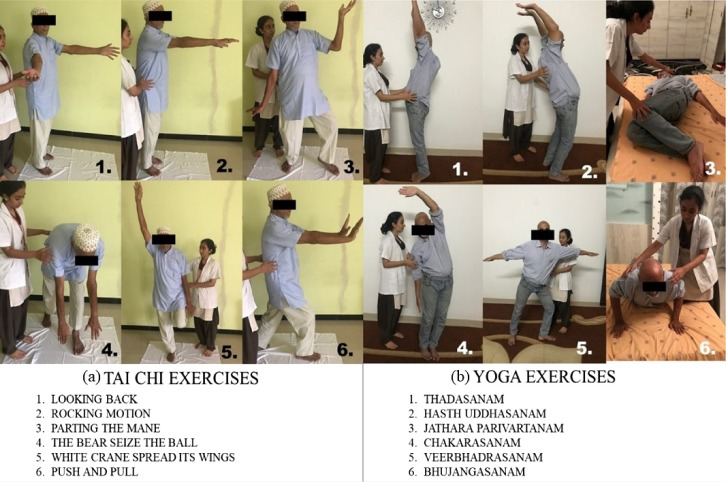 1.
2.
3.
1.
2.
3.
4.
5.
6.
4.
5.
6.
(a) TAI CHI EXERCISES
1. LOOKING BACK
2. ROCKING MOTION
3. PARTING THE MANE
4. THE BEAR SEIZE THE BALL
5. WHITE CRANE SPREAD ITS WINGS
6. PUSH AND PULL
(b) YOGA EXERCISES
1. THADASANAM
2. HASTH UDDHASANAM
3. JATHARA PARIVARTANAM
4. CHAKARASANAM
5. VEERBHADRASANAM
6. BHUJANGASANAM